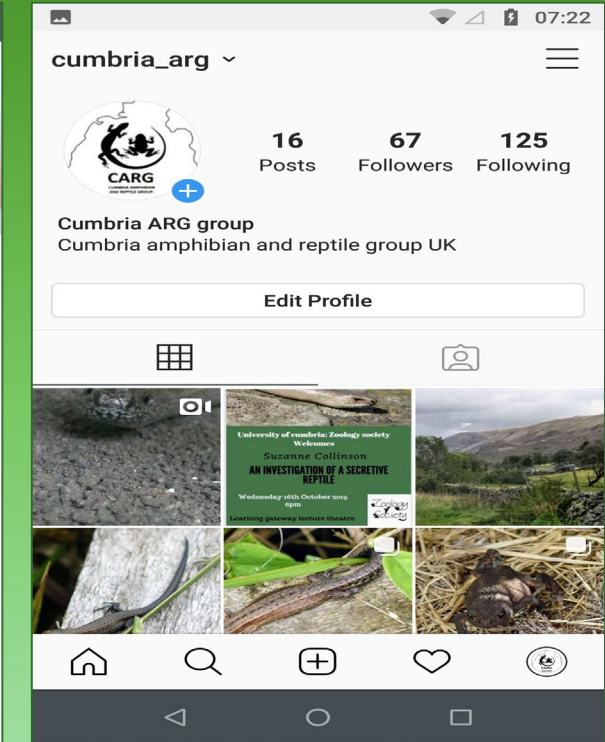 07:22
cumbria_arg
CARG
CUMBRIA AMPHIBIAN
AND REPTILE GROUP
16
Posts
67
Followers
125
Following
Cumbria ARG group
Cumbria amphibian and reptile group UK
Edit Profile
University of cumbria: Zoology society
Welcomes
Suzanne Collinson
AN INVESTIGATION OF A SECRETIVE
REPTILE
Wednesday 16th October 2019
6pm
Zoology
Society
Learning gateway lecture theatre